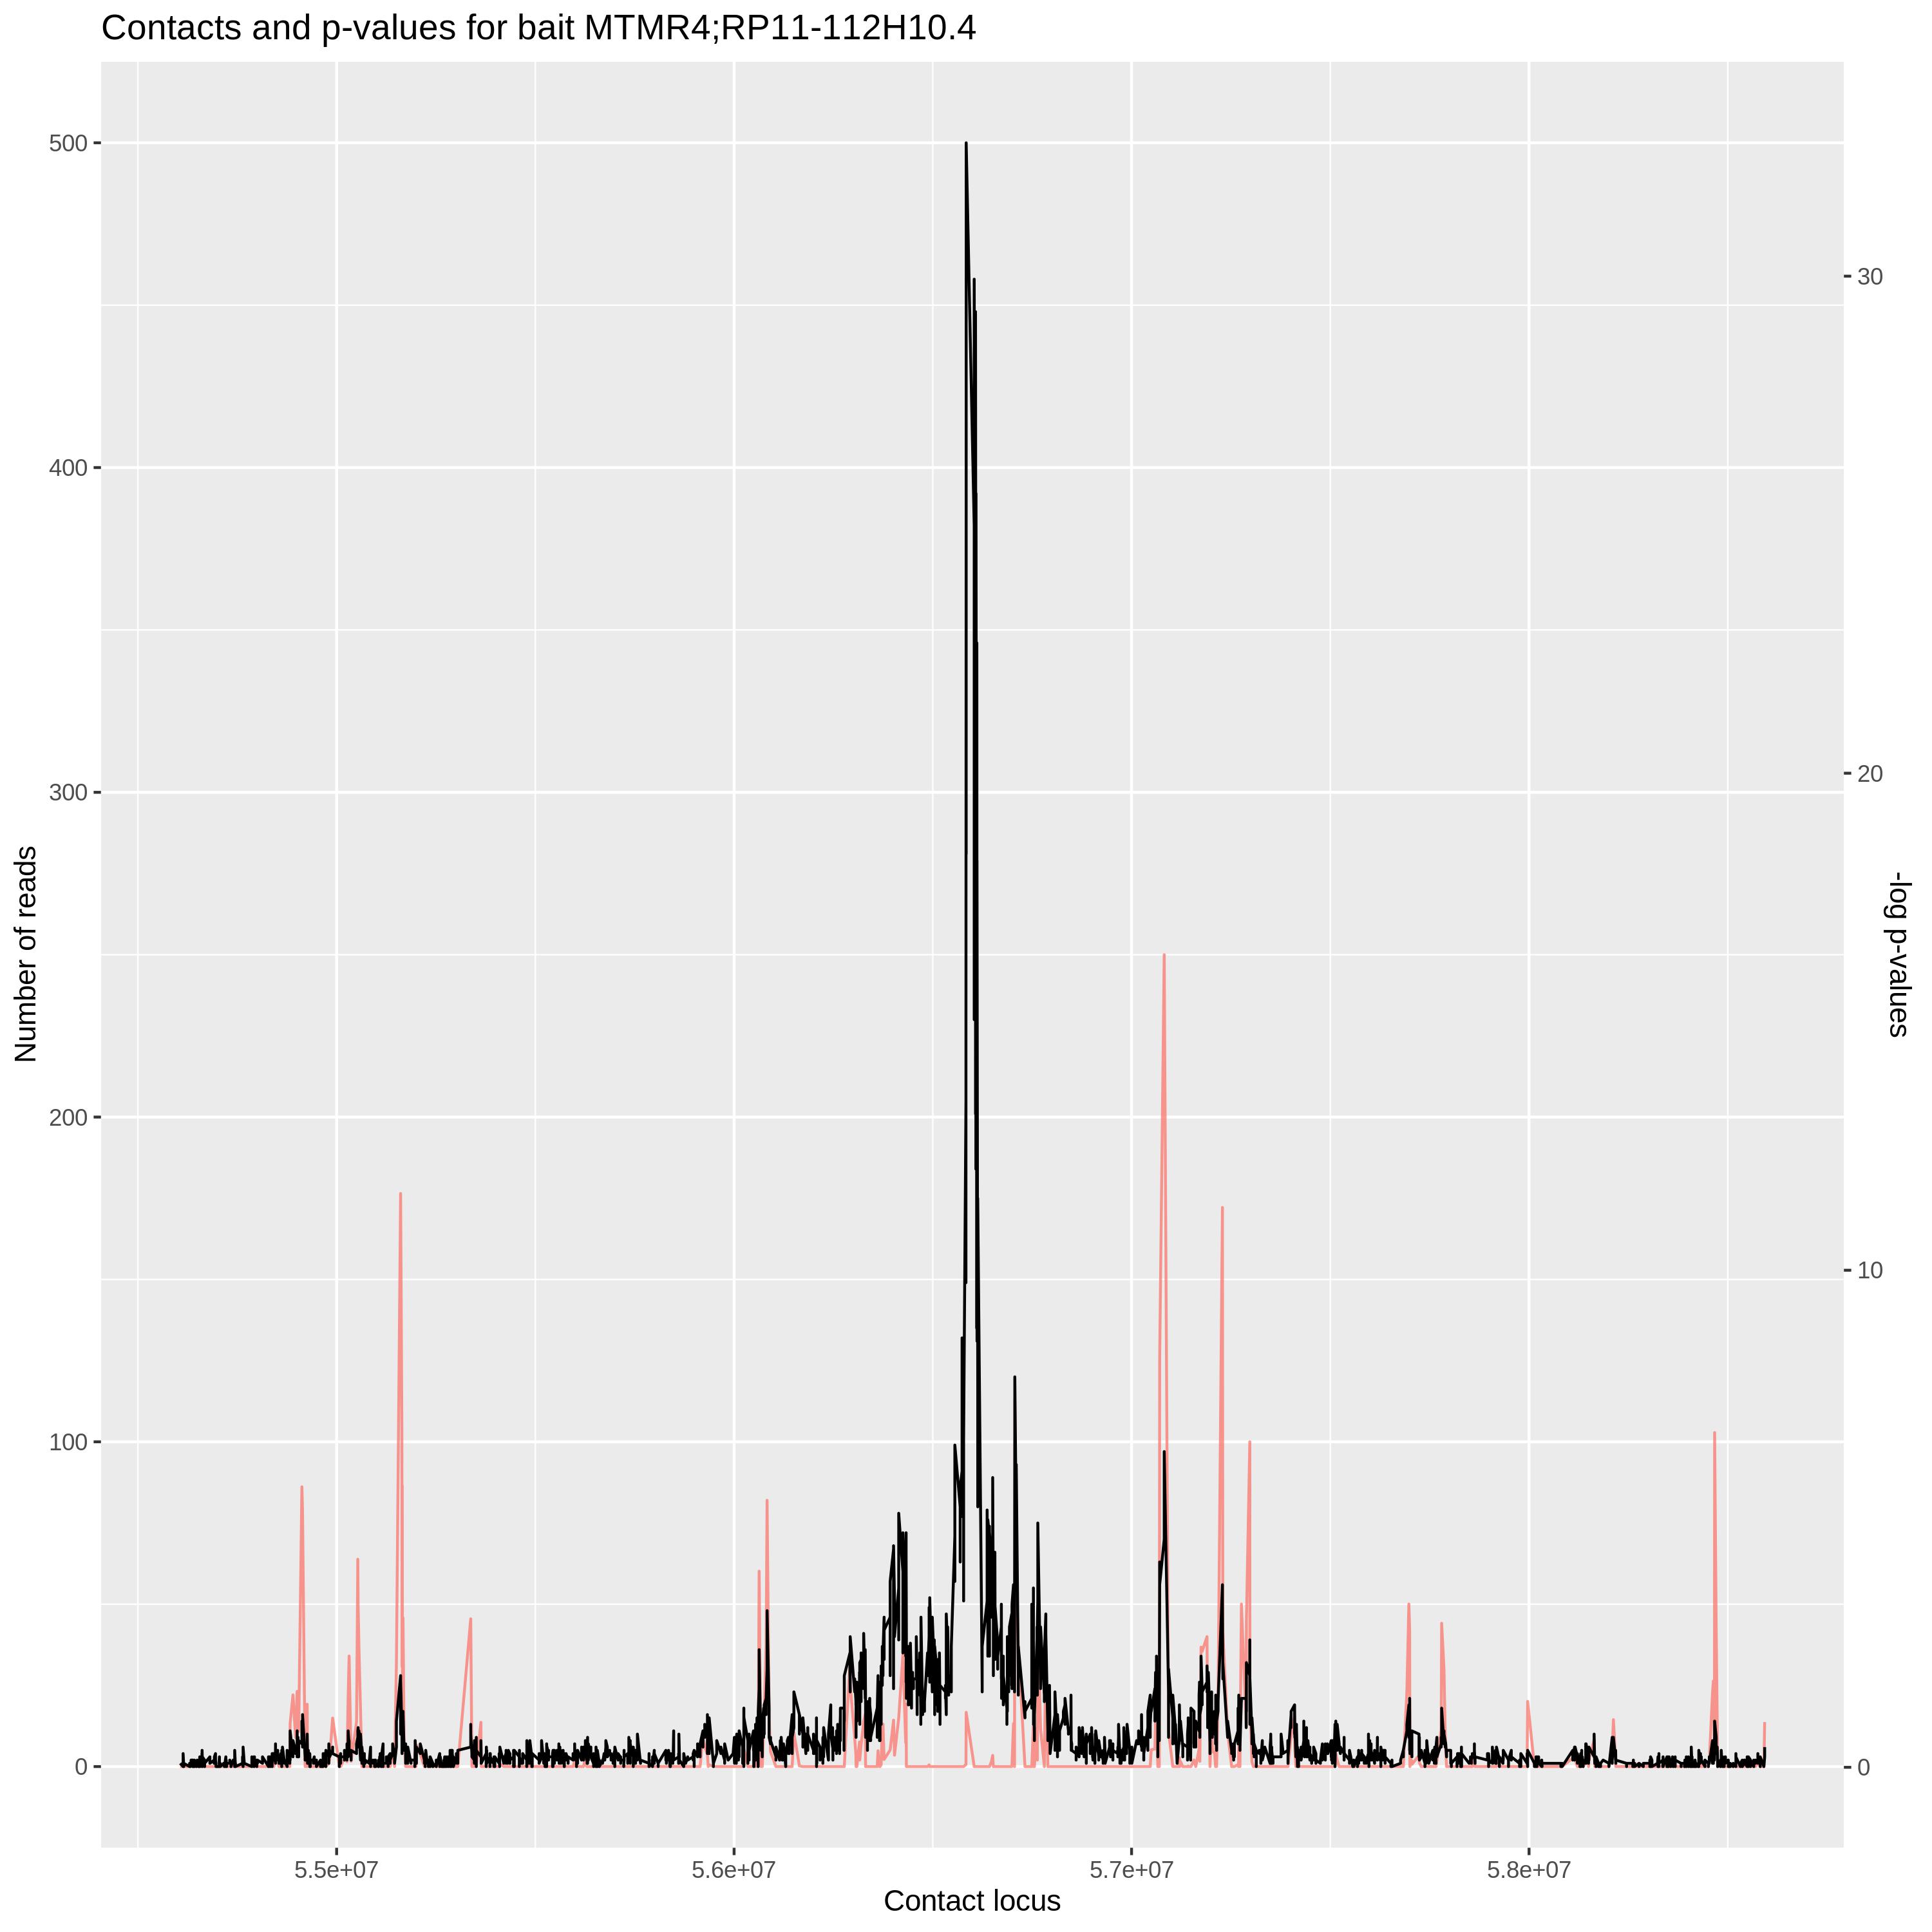 Contacts and p-values for bait MTMR4;RP11-112H10.4
500
400
300
200
100
0
30
20
10
0
Number of reads
-log p-values
5.5e+07
5.6e+07
5.7e+07
5.8e+07
Contact locus